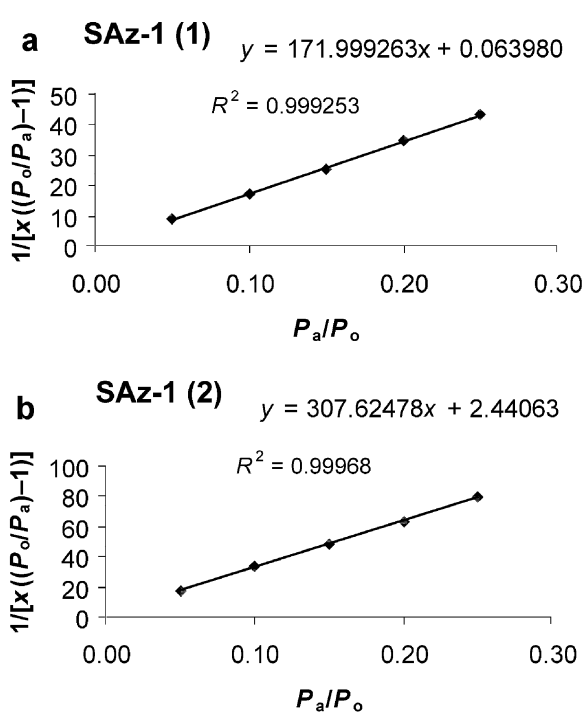 a
SAz-1 (1)
y = 171.999263x + 0.063980
R² = 0.999253
1/[x((Po/Pa)–1)]
50
40
30
20
10
0
0.00 0.10 0.20 0.30
Pa/Po
b
SAz-1 (2)
y = 307.62478x + 2.44063
R² = 0.99968
1/[x((Po/Pa)–1)]
100
80
60
40
20
0
0.00 0.10 0.20 0.30
Pa/Po